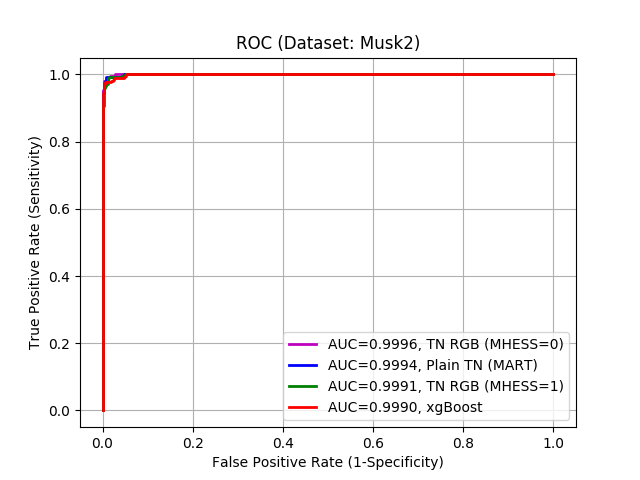 ROC (Dataset: Musk2)
True Positive Rate (Sensitivity)
1.0
0.8
0.6
0.4
0.2
0.0
AUC=0.9996, TN RGB (MHESS=0)
AUC=0.9994, Plain TN (MART)
AUC=0.9991, TN RGB (MHESS=1)
AUC=0.9990, xgBoost
0.0 0.2 0.4 0.6 0.8 1.0
False Positive Rate (1-Specificity)